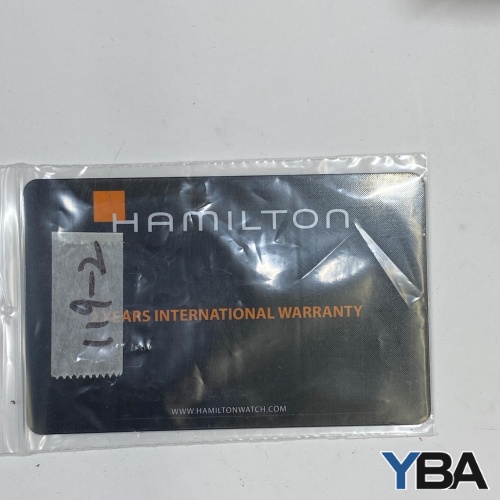 HAMILTON
119-2
EARS INTERNATIONAL WARRANTY
WWW.HAMILTONWATCH.COM
YBA